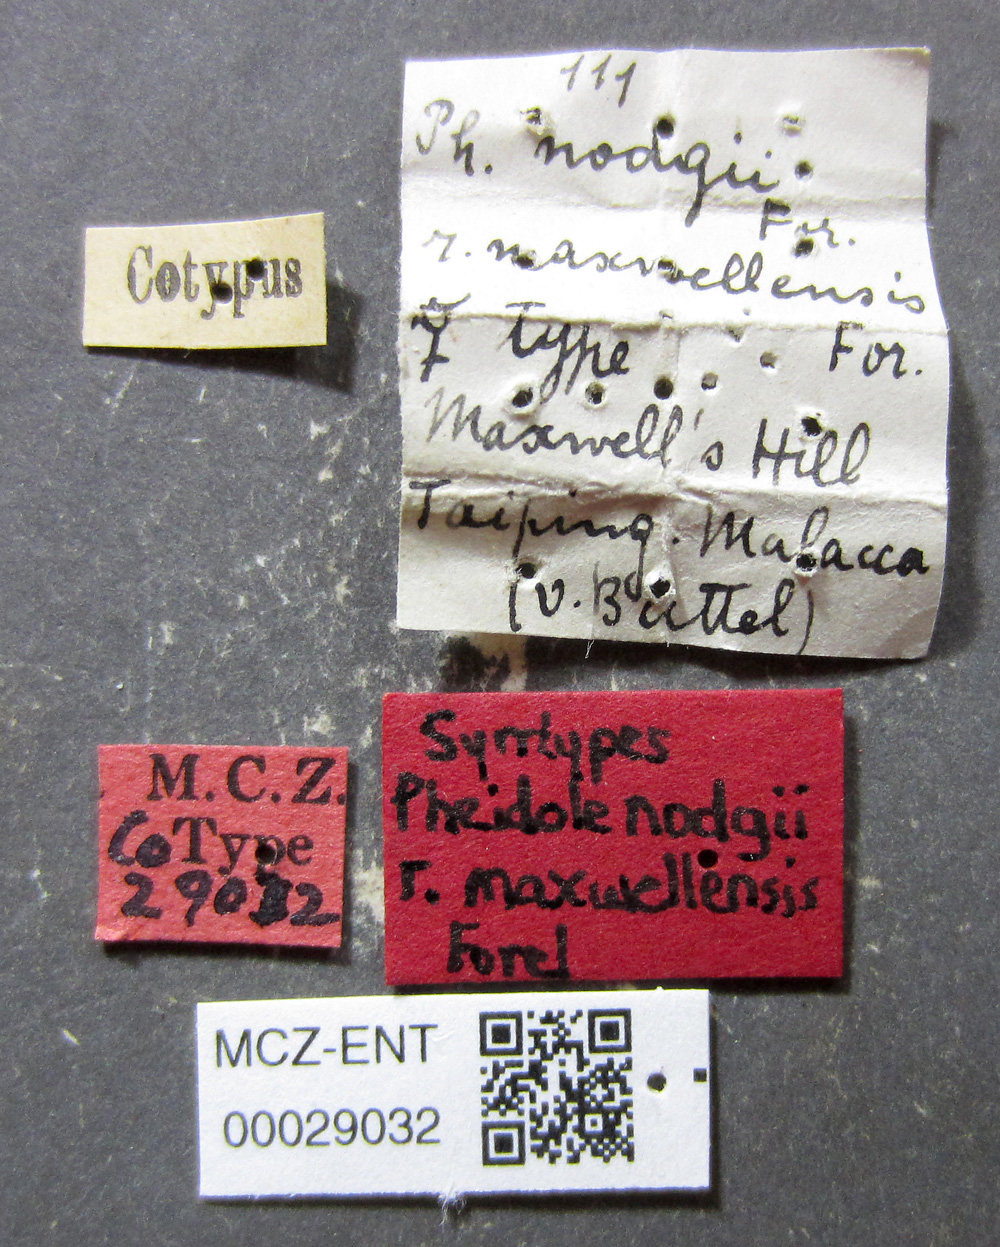 Cotypus
111
Ph. nodgii
For.
r. maxwellensis
☿ type For.
Maxwell's Hill
Taiping. Malacca
(v. Buttel)
M.C.Z.
CoType
29032
Syntypes
Pheidole nodgii
r. maxwellensis
Forel
MCZ-ENT
00029032